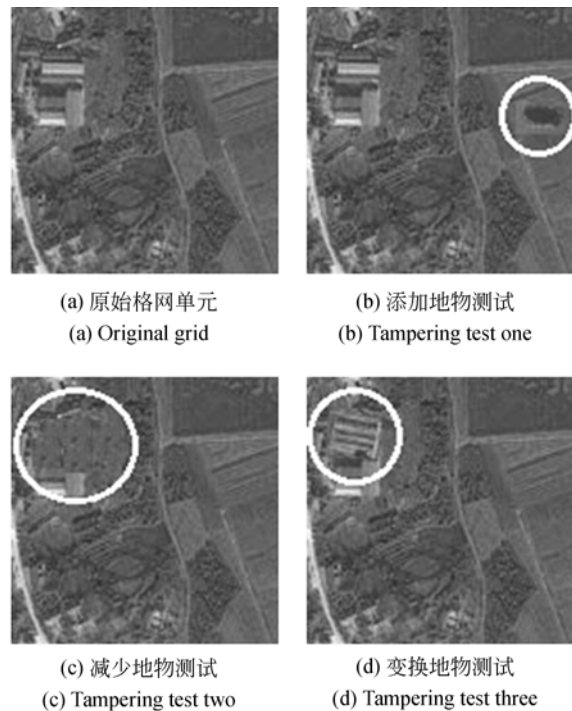 (a) 原始格网单元
(a) Original grid
(b) 添加地物测试
(b) Tampering test one
(c) 减少地物测试
(c) Tampering test two
(d) 变换地物测试
(d) Tampering test three